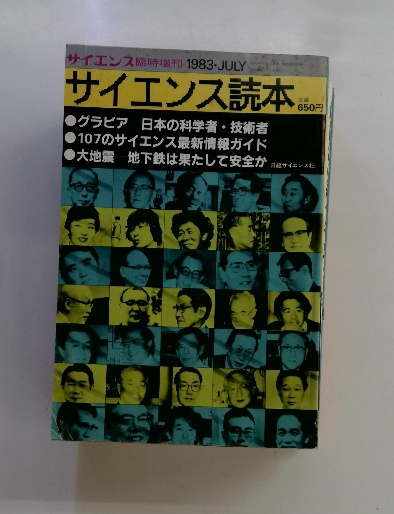 サイエンス臨時増刊 1983・JULY
サイエンス読本
定価
650円
●グラビア 日本の科学者・技術者
●107のサイエンス最新情報ガイド
●大地震 地下鉄は果たして安全か
日経サイエンス社